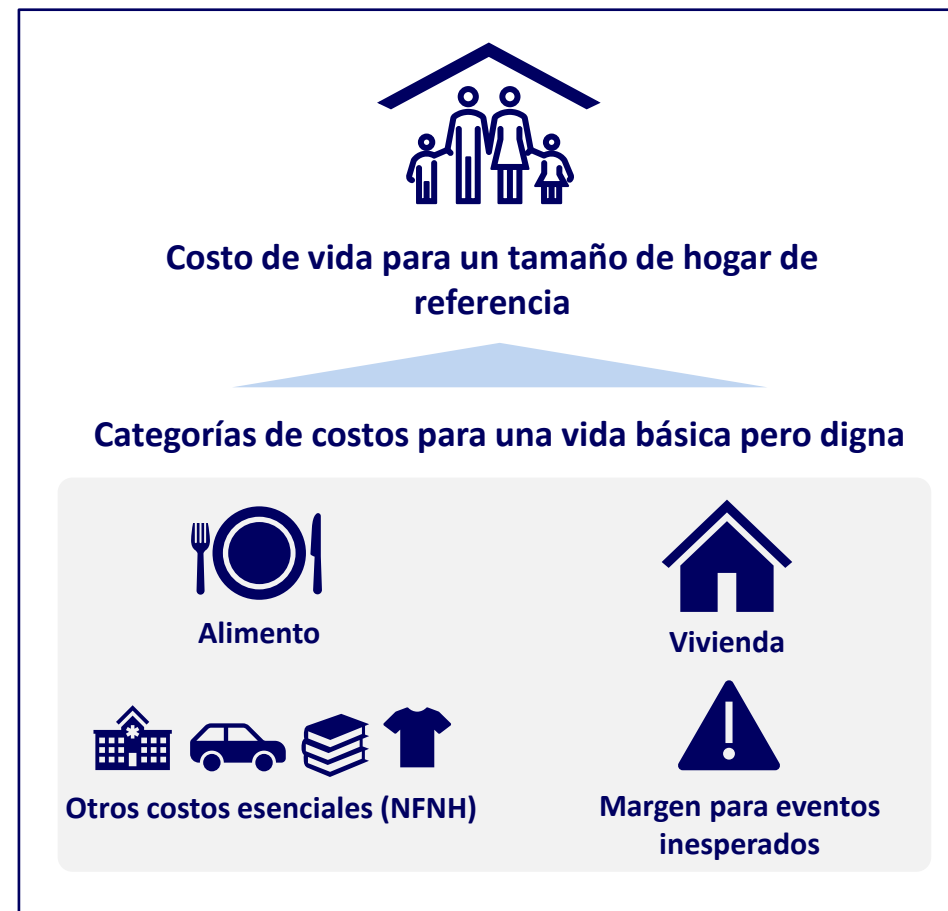 Costo de vida para un tamaño de hogar de
referencia
Categorías de costos para una vida básica pero digna
Alimento
Vivienda
Otros costos esenciales (NFNH)
Margen para eventos
inesperados